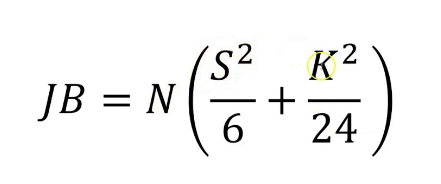 JB = N(S²/6 + K²/24)